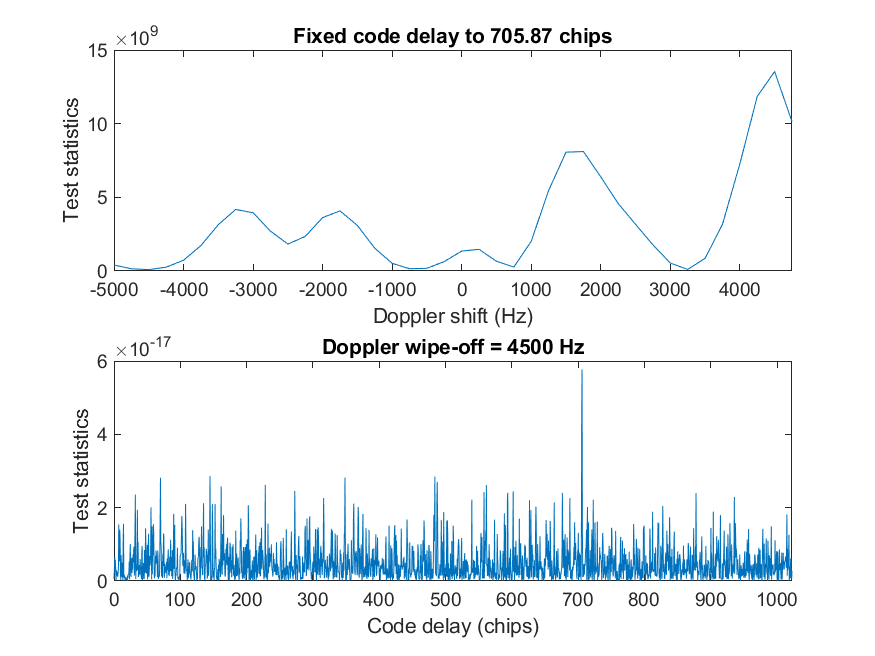 ×10^9
Fixed code delay to 705.87 chips
15
10
5
0
Test statistics
-5000 -4000 -3000 -2000 -1000 0 1000 2000 3000 4000
Doppler shift (Hz)
×10^-17
Doppler wipe-off = 4500 Hz
6
4
2
0
Test statistics
0 100 200 300 400 500 600 700 800 900 1000
Code delay (chips)